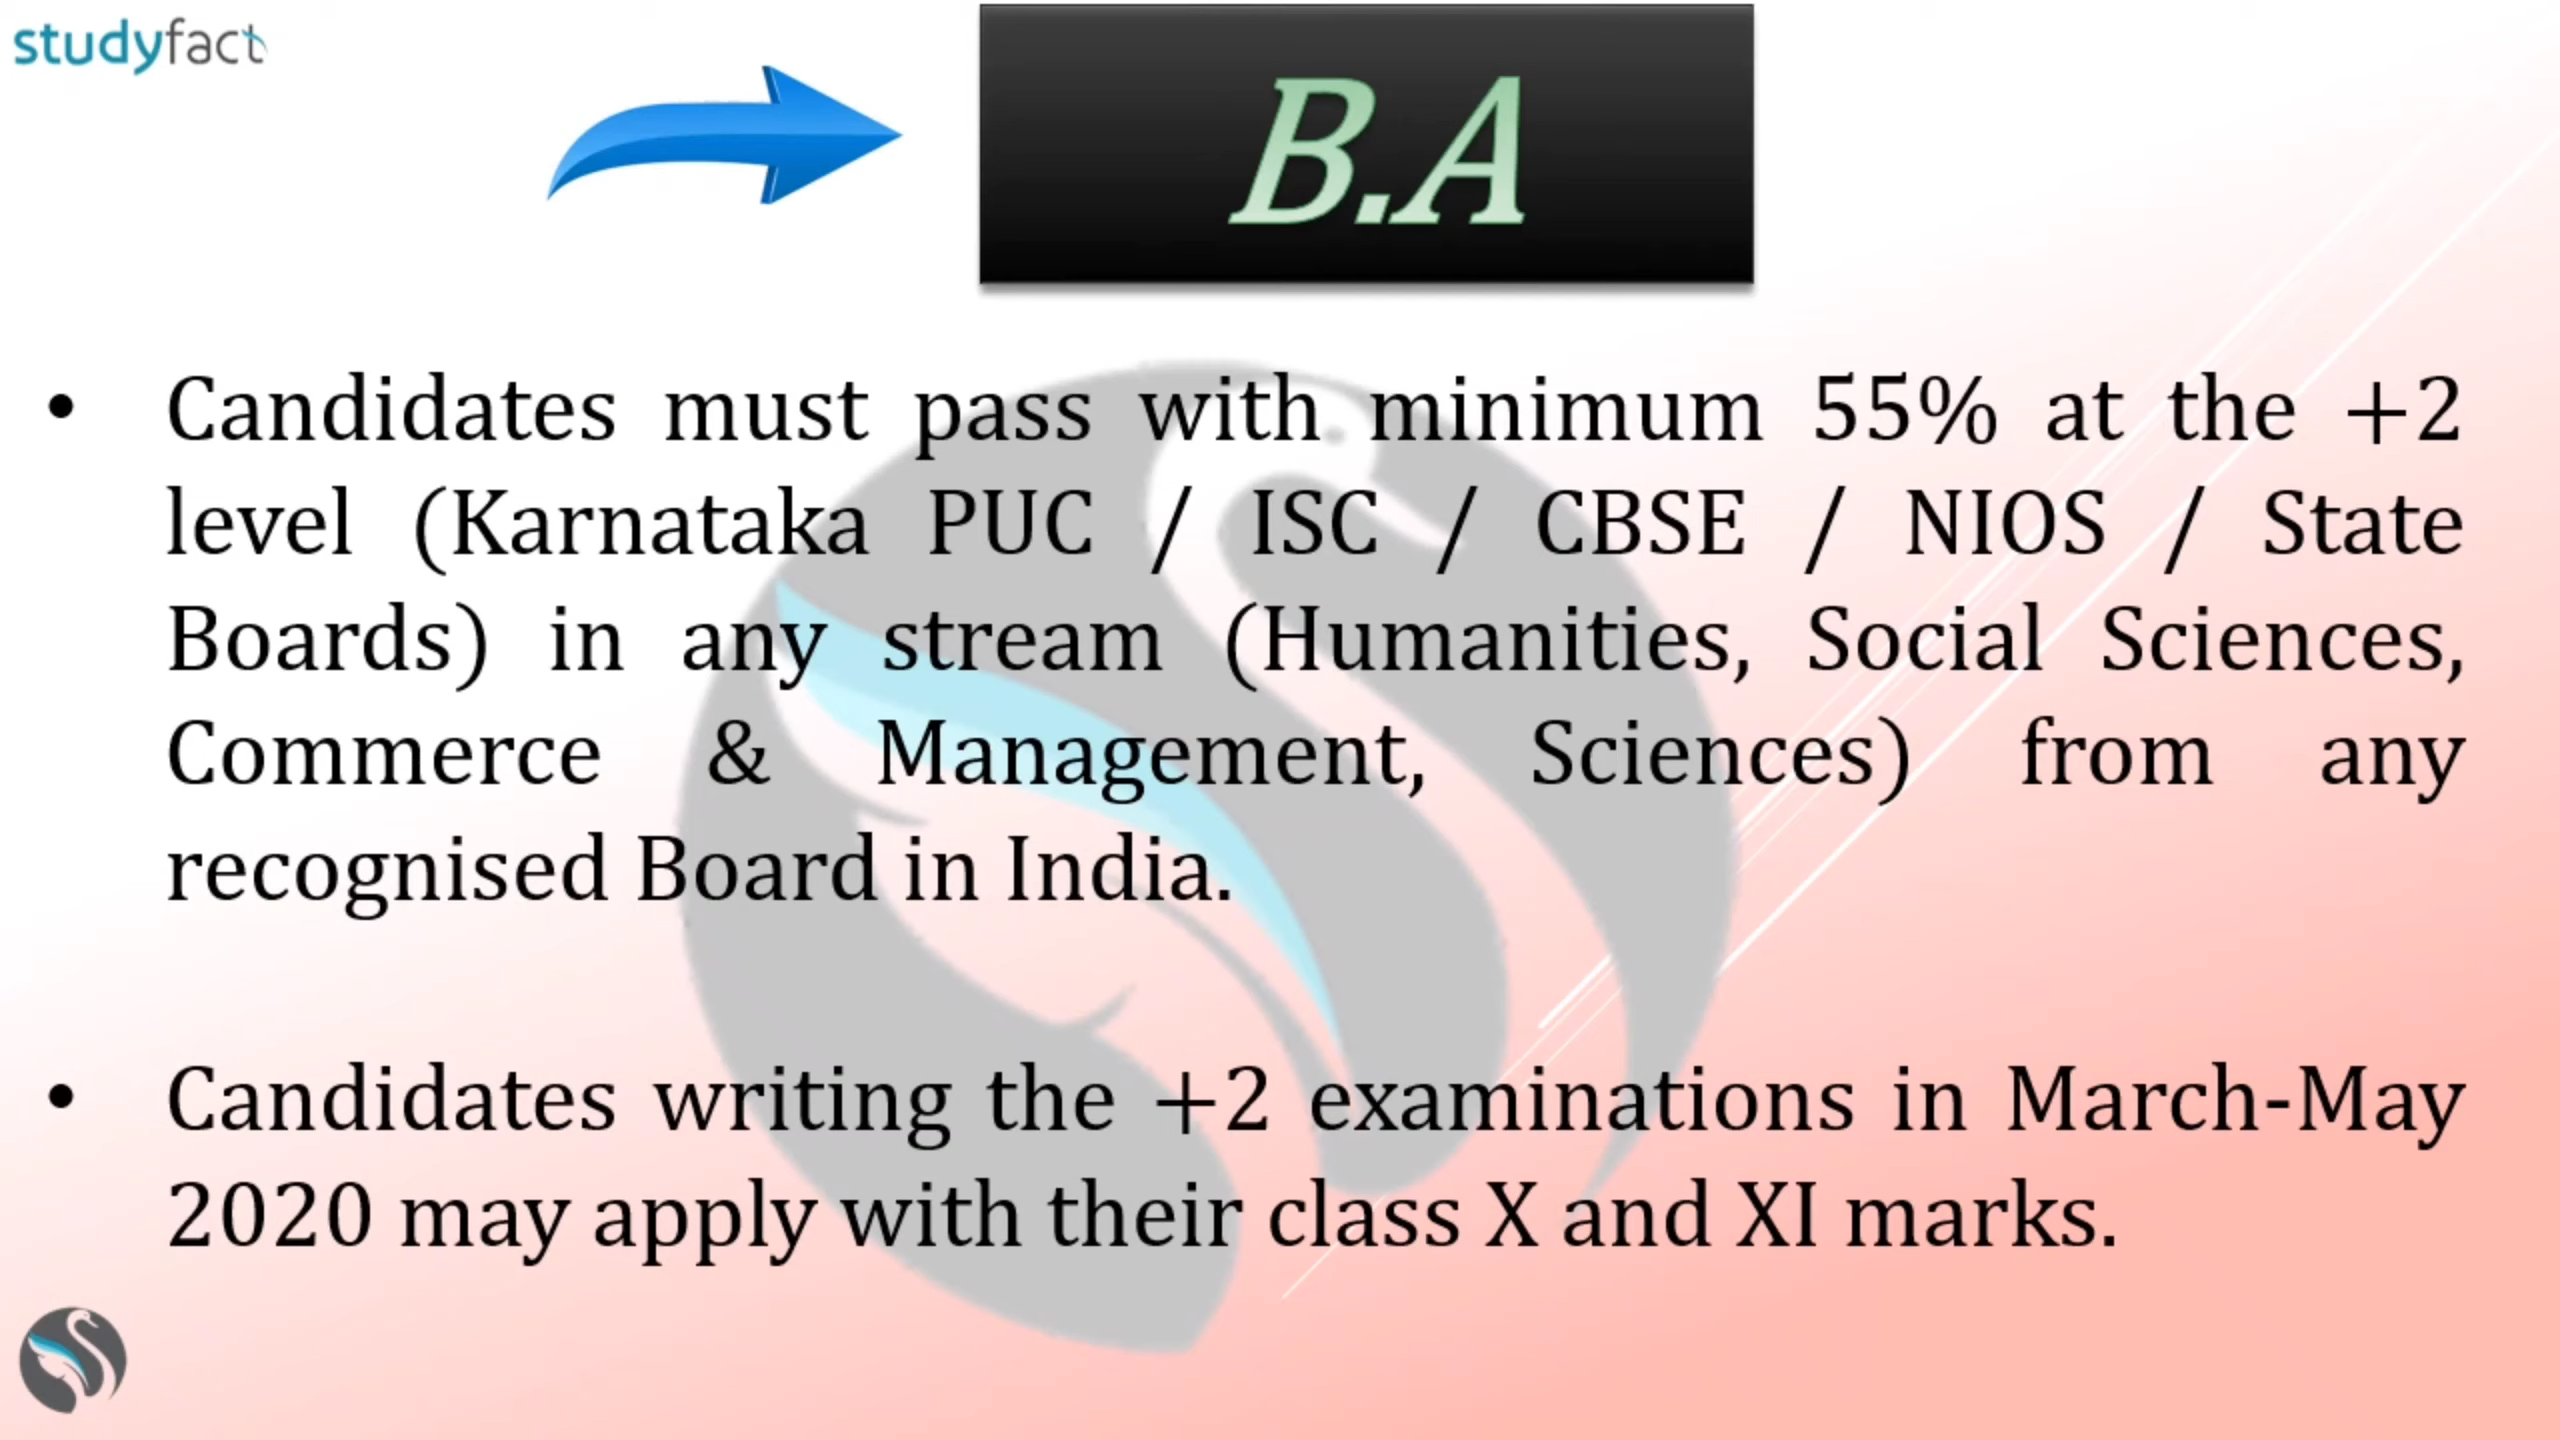 studyfact
B.A
• Candidates must pass with minimum 55% at the +2
level (Karnataka PUC / ISC / CBSE / NIOS / State
Boards) in any stream (Humanities, Social Sciences,
Commerce & Management, Sciences) from any
recognised Board in India.
• Candidates writing the +2 examinations in March-May
2020 may apply with their class X and XI marks.